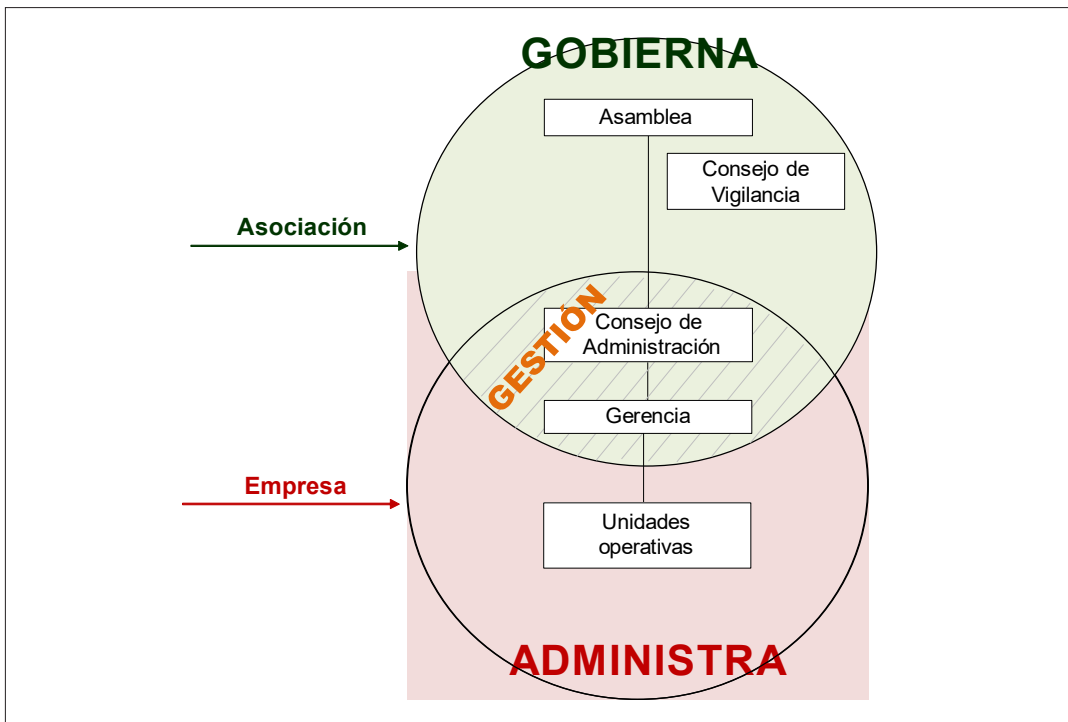 GOBIERNA
Asamblea
Consejo de
Vigilancia
Asociación
GESTIÓN
Consejo de
Administración
Gerencia
Empresa
Unidades
operativas
ADMINISTRA